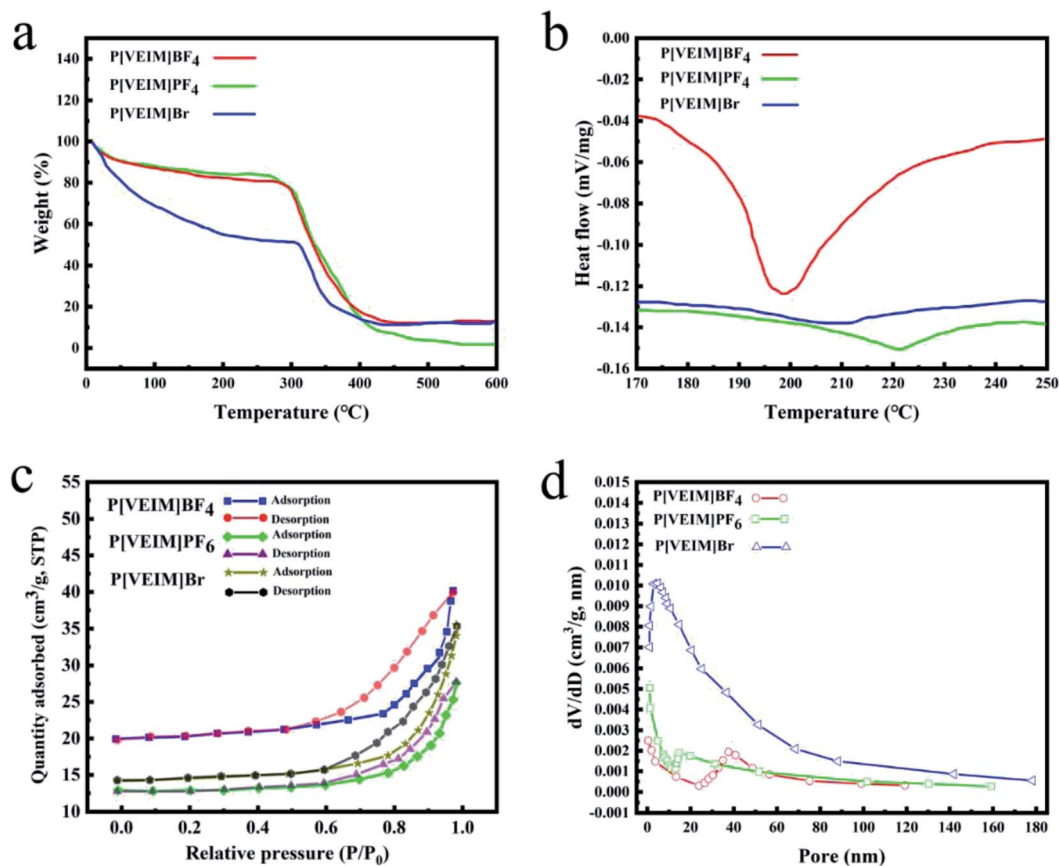 a
P[VEIM]BF4
P[VEIM]PF4
P[VEIM]Br
140
120
100
80
60
40
20
0
Weight (%)
0 100 200 300 400 500 600
Temperature (°C)
b
P[VEIM]BF4
P[VEIM]PF4
P[VEIM]Br
0.00
-0.02
-0.04
-0.06
-0.08
-0.10
-0.12
-0.14
-0.16
Heat flow (mV/mg)
170 180 190 200 210 220 230 240 250
Temperature (°C)
c
P[VEIM]BF4
Adsorption
Desorption
P[VEIM]PF6
Adsorption
Desorption
P[VEIM]Br
Adsorption
Desorption
55
50
45
40
35
30
25
20
15
10
Quantity adsorbed (cm3/g, STP)
0.0 0.2 0.4 0.6 0.8 1.0
Relative pressure (P/P0)
d
P[VEIM]BF4
P[VEIM]PF6
P[VEIM]Br
0.015
0.014
0.013
0.012
0.011
0.010
0.009
0.008
0.007
0.006
0.005
0.004
0.003
0.002
0.001
0.000
-0.001
dV/dD (cm3/g, nm)
0 20 40 60 80 100 120 140 160 180
Pore (nm)